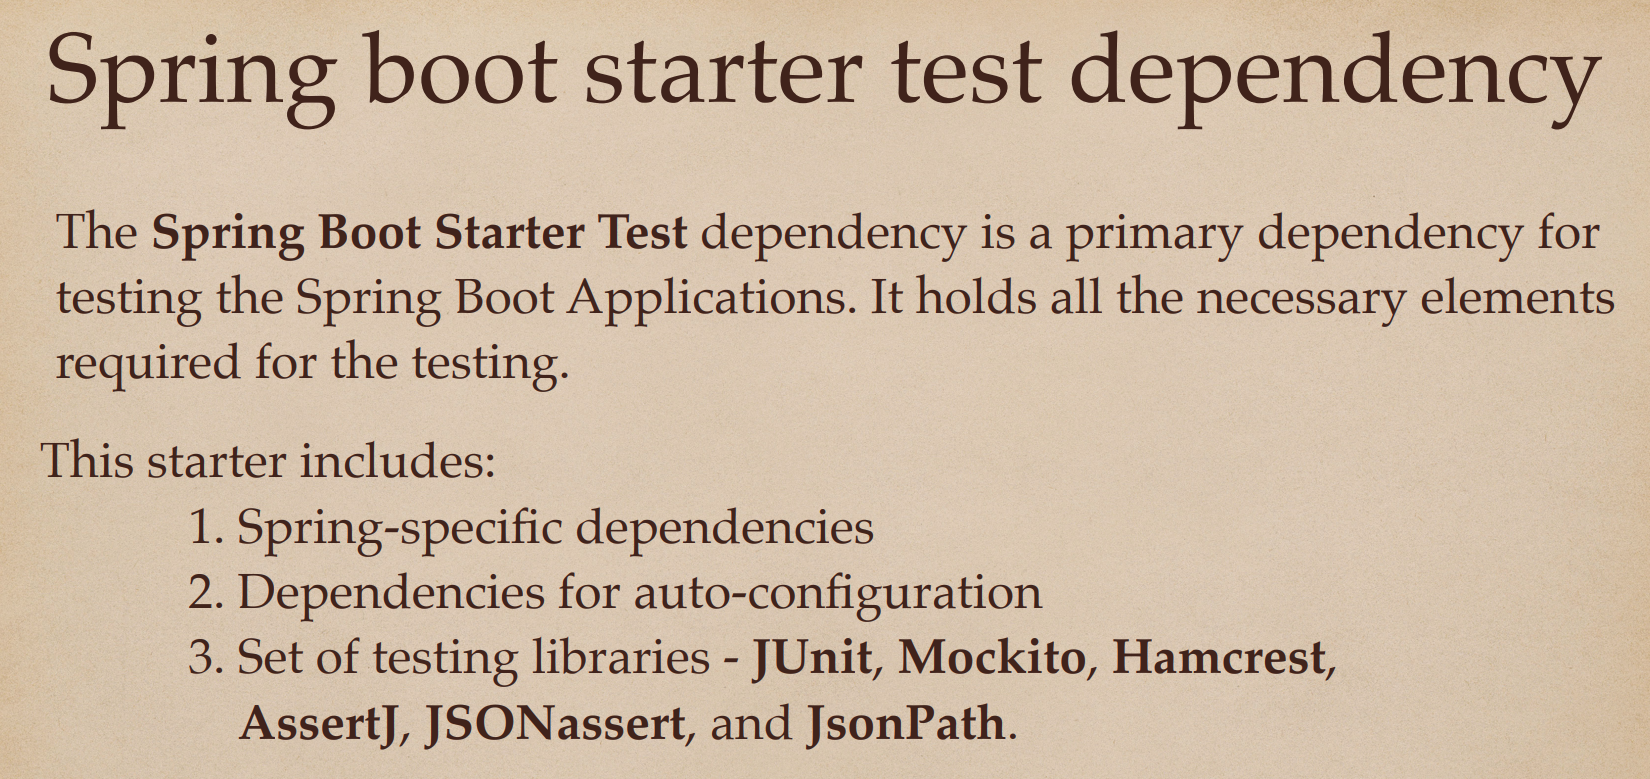 Spring boot starter test dependency
The Spring Boot Starter Test dependency is a primary dependency for
testing the Spring Boot Applications. It holds all the necessary elements
required for the testing.
This starter includes:
1. Spring-specific dependencies
2. Dependencies for auto-configuration
3. Set of testing libraries - JUnit, Mockito, Hamcrest,
AssertJ, JSONassert, and JsonPath.